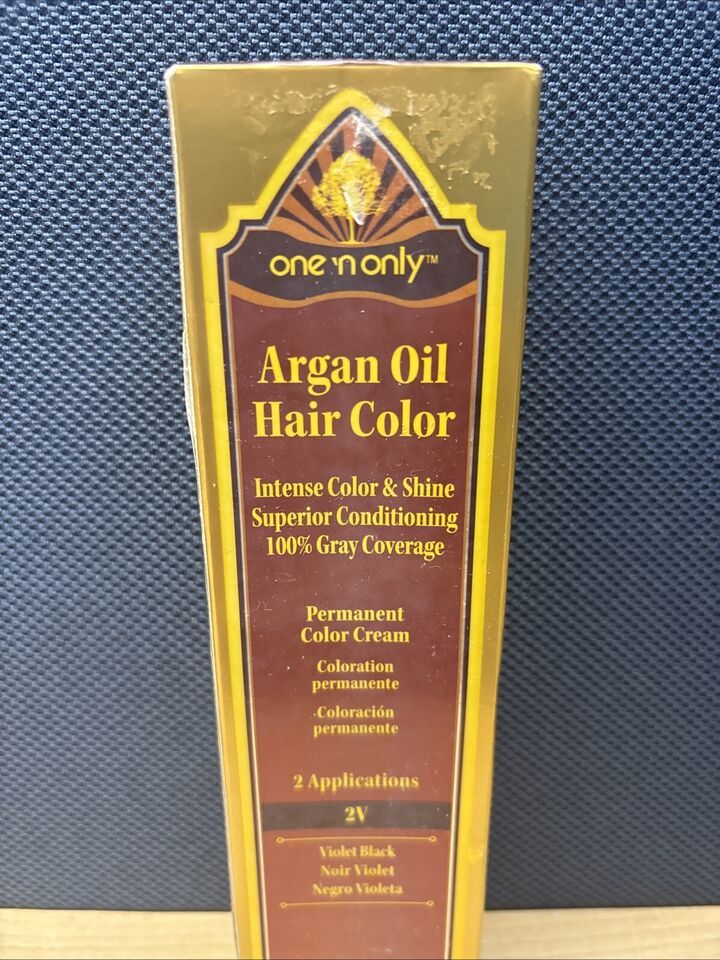 one 'n only™
Argan Oil
Hair Color
Intense Color & Shine
Superior Conditioning
100% Gray Coverage
Permanent
Color Cream
Coloration
permanente
Coloración
permanente
2 Applications
2V
Violet Black
Noir Violet
Negro Violeta